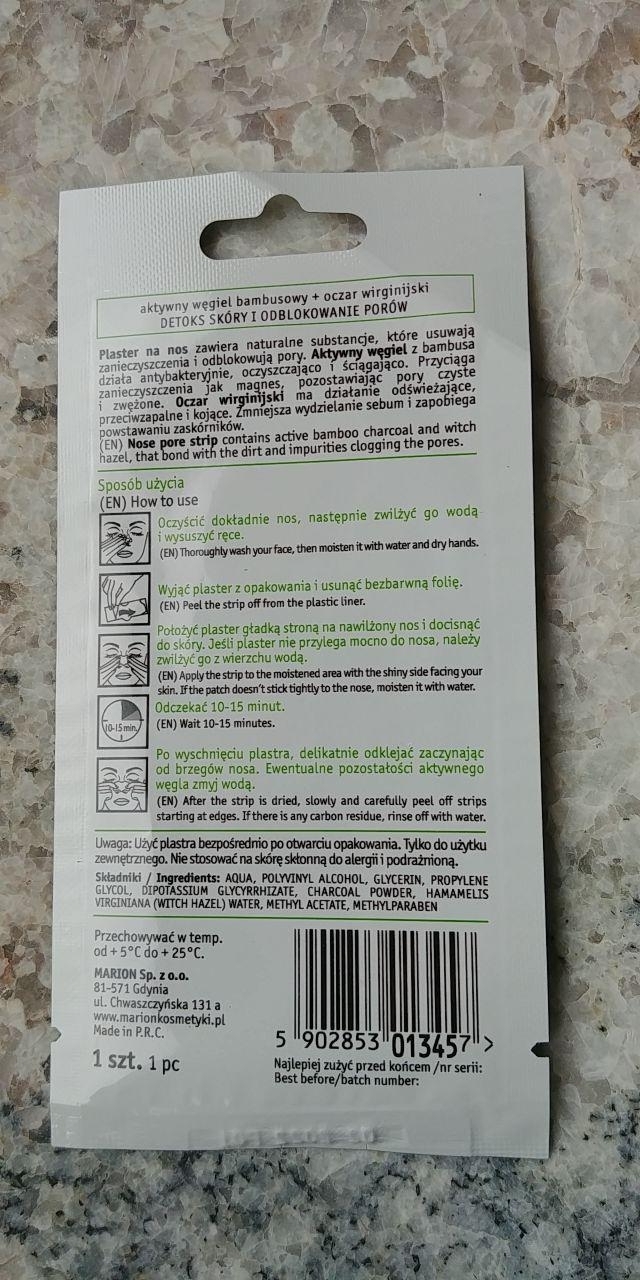 aktywny węgiel bambusowy + oczar wirginijski
DETOKS SKÓRY I ODBLOKOWANIE PORÓW
Plaster na nos zawiera naturalne substancje, które usuwają
zanieczyszczenia i odblokowują pory. Aktywny węgiel z bambusa
działa antybakteryjnie, oczyszczająco i ściągająco. Przyciąga
zanieczyszczenia jak magnes, pozostawiając pory czyste
i zwężone. Oczar wirginijski ma działanie odświeżające,
przeciwzapalne i kojące. Zmniejsza wydzielanie sebum i zapobiega
powstawaniu zaskórników.
(EN) Nose pore strip contains active bamboo charcoal and witch
hazel, that bond with the dirt and impurities clogging the pores.
Sposób użycia
(EN) How to use
Oczyścić dokładnie nos, następnie zwilżyć go wodą
i wysuszyć ręce.
(EN) Thoroughly wash your face, then moisten it with water and dry hands.
Wyjąć plaster z opakowania i usunąć bezbarwną folię.
(EN) Peel the strip off from the plastic liner.
Położyć plaster gładką stroną na nawilżony nos i docisnąć
do skóry. Jeśli plaster nie przylega mocno do nosa, należy
zwilżyć go z wierzchu wodą.
(EN) Apply the strip to the moistened area with the shiny side facing your
skin. If the patch doesn't stick tightly to the nose, moisten it with water.
10-15 min.
Odczekać 10-15 minut.
(EN) Wait 10-15 minutes.
Po wyschnięciu plastra, delikatnie odklejać zaczynając
od brzegów nosa. Ewentualne pozostałości aktywnego
węgla zmyj wodą.
(EN) After the strip is dried, slowly and carefully peel off strips
starting at edges. If there is any carbon residue, rinse off with water.
Uwaga: Użyć plastra bezpośrednio po otwarciu opakowania. Tylko do użytku
zewnętrznego. Nie stosować na skórę skłonną do alergii i podrażnioną.
Składniki / Ingredients: AQUA, POLYVINYL ALCOHOL, GLYCERIN, PROPYLENE
GLYCOL, DIPOTASSIUM GLYCYRRHIZATE, CHARCOAL POWDER, HAMAMELIS
VIRGINIANA (WITCH HAZEL) WATER, METHYL ACETATE, METHYLPARABEN
Przechowywać w temp.
od +5°C do +25°C.
MARION Sp. z o.o.
81-571 Gdynia
ul. Chwaszczyńska 131 a
www.marionkosmetyki.pl
Made in P.R.C.
1 szt. 1 pc
5 902853 013457 >
Najlepiej zużyć przed końcem /nr serii:
Best before/batch number: